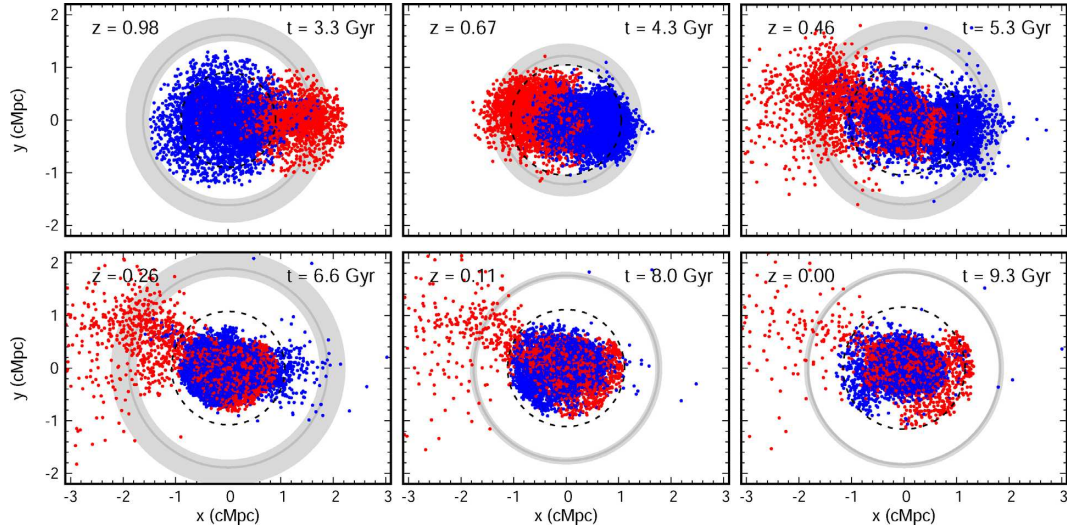 z = 0.98 t = 3.3 Gyr
z = 0.67 t = 4.3 Gyr
z = 0.46 t = 5.3 Gyr
y (cMpc)
2
1
0
-1
-2
z = 0.26 t = 6.6 Gyr
z = 0.11 t = 8.0 Gyr
z = 0.00 t = 9.3 Gyr
y (cMpc)
2
1
0
-1
-2
-3 -2 -1 0 1 2 3
-3 -2 -1 0 1 2 3
-3 -2 -1 0 1 2 3
x (cMpc)
x (cMpc)
x (cMpc)